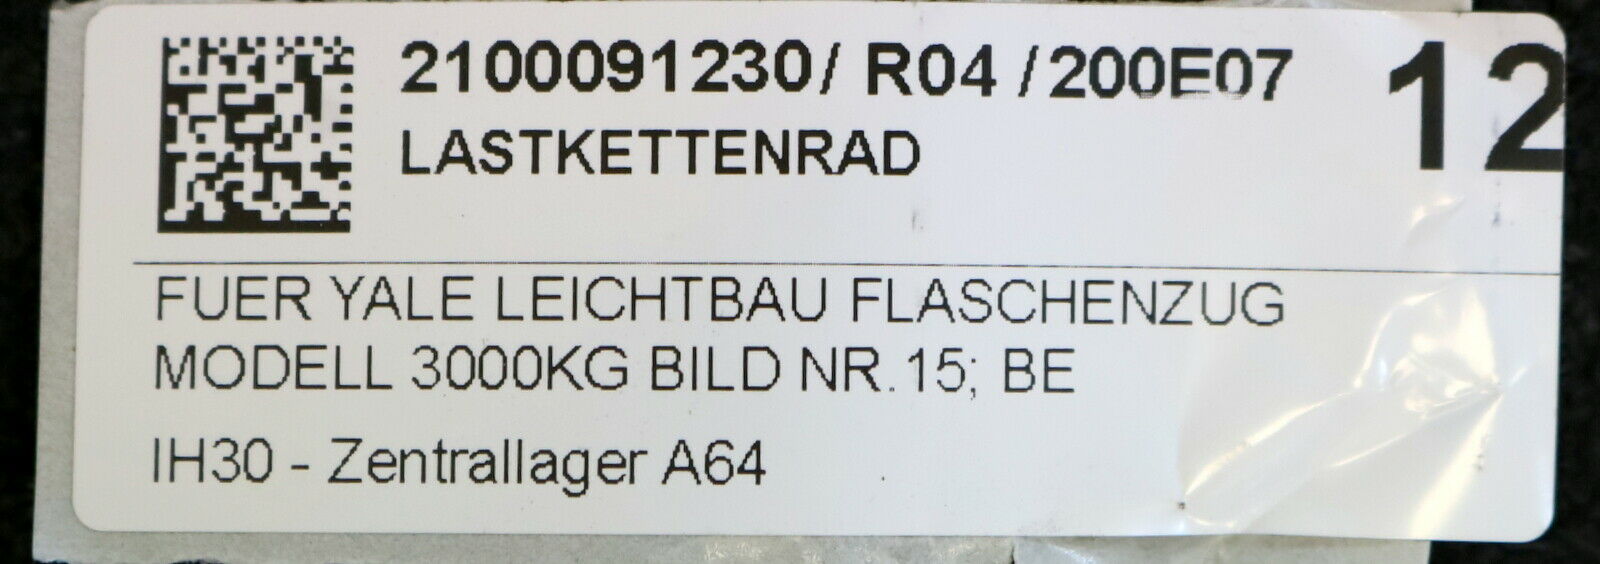 2100091230/ R04 /200E07 12
LASTKETTENRAD
FUER YALE LEICHTBAU FLASCHENZUG
MODELL 3000KG BILD NR.15; BE
IH30 - Zentrallager A64